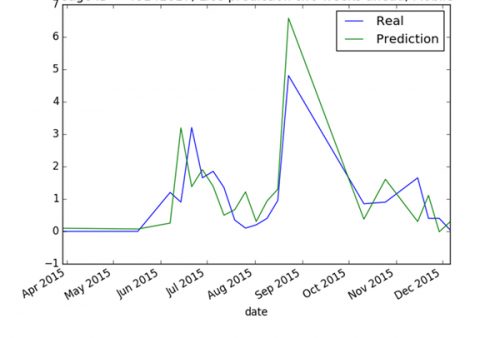 7
6
5
4
3
2
1
0
−1
Real
Prediction
Apr 2015
May 2015
Jun 2015
Jul 2015
Aug 2015
Sep 2015
Oct 2015
Nov 2015
Dec 2015
date